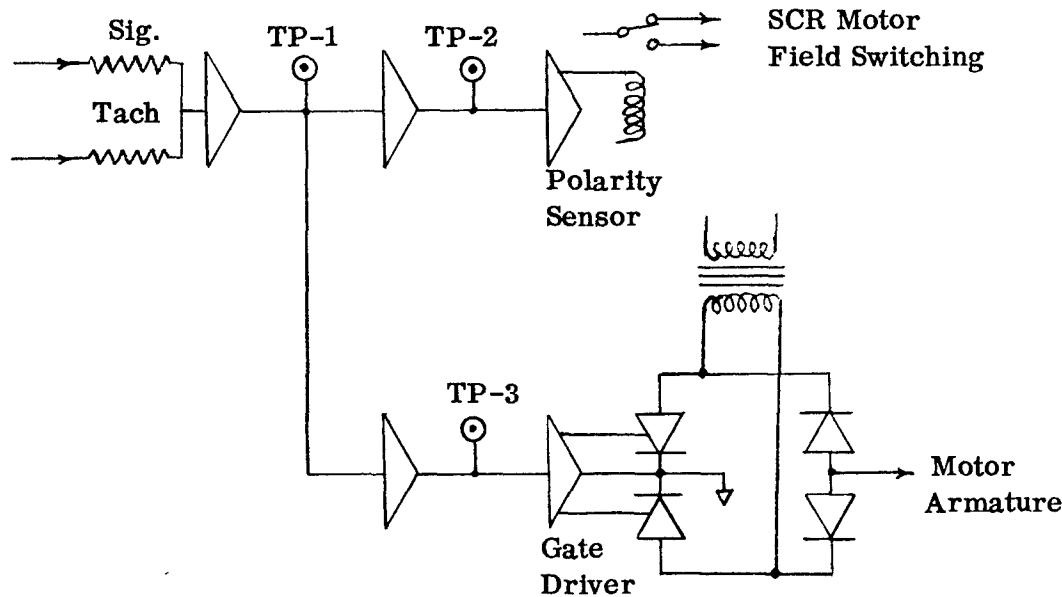 Sig.
TP-1
TP-2
SCR Motor
Field Switching
Tach
Polarity
Sensor
TP-3
Motor
Armature
Gate
Driver